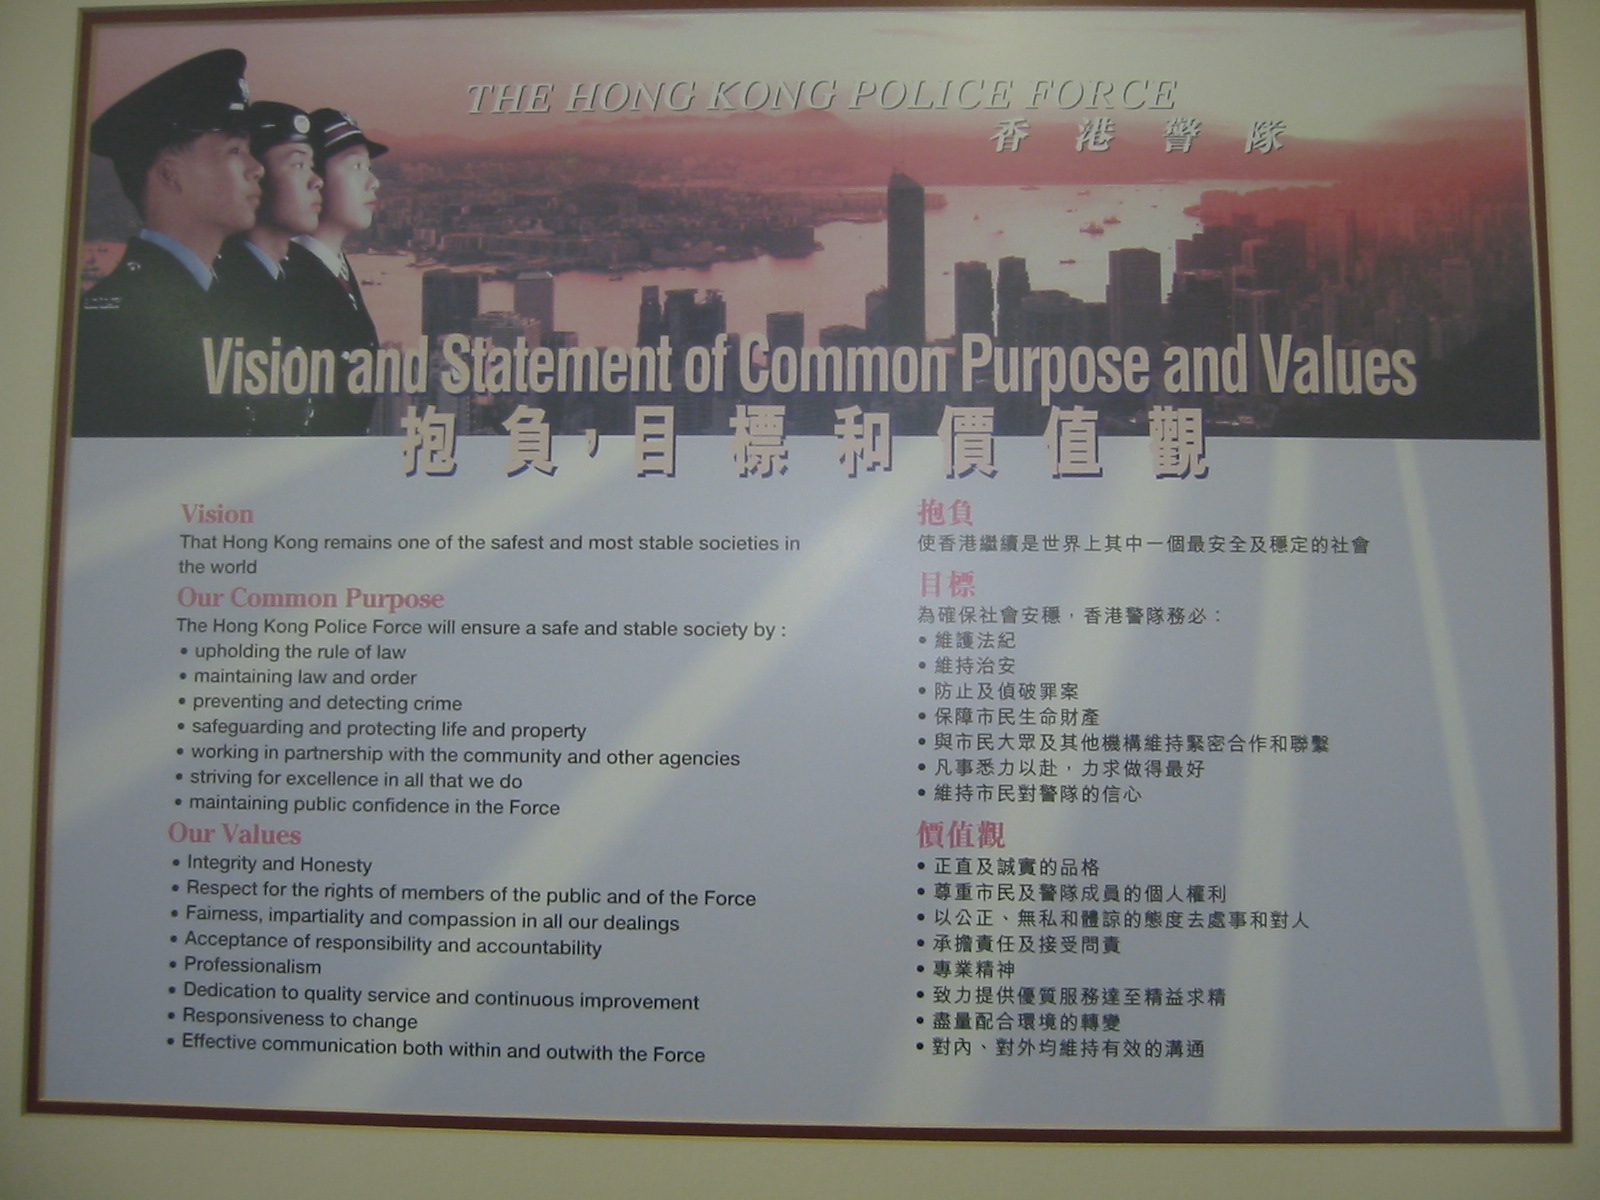 THE HONG KONG POLICE FORCE
香港警隊
Vision and Statement of Common Purpose and Values
抱負，目標和價值觀
Vision
That Hong Kong remains one of the safest and most stable societies in
the world
Our Common Purpose
The Hong Kong Police Force will ensure a safe and stable society by :
• upholding the rule of law
• maintaining law and order
• preventing and detecting crime
• safeguarding and protecting life and property
• working in partnership with the community and other agencies
• striving for excellence in all that we do
• maintaining public confidence in the Force
Our Values
• Integrity and Honesty
• Respect for the rights of members of the public and of the Force
• Fairness, impartiality and compassion in all our dealings
• Acceptance of responsibility and accountability
• Professionalism
• Dedication to quality service and continuous improvement
• Responsiveness to change
• Effective communication both within and outwith the Force
抱負
使香港繼續是世界上其中一個最安全及穩定的社會
目標
為確保社會安穩，香港警隊務必：
• 維護法紀
• 維持治安
• 防止及偵破罪案
• 保障市民生命財產
• 與市民大眾及其他機構維持緊密合作和聯繫
• 凡事悉力以赴，力求做得最好
• 維持市民對警隊的信心
價值觀
• 正直及誠實的品格
• 尊重市民及警隊成員的個人權利
• 以公正、無私和體諒的態度去處事和對人
• 承擔責任及接受問責
• 專業精神
• 致力提供優質服務達至精益求精
• 盡量配合環境的轉變
• 對內、對外均維持有效的溝通